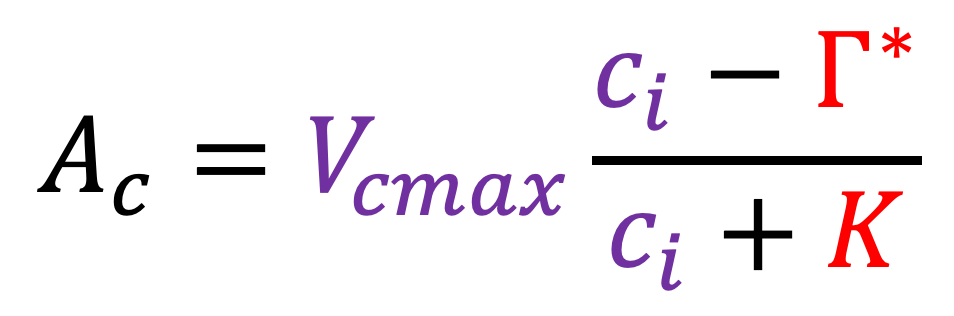 A_c = V_cmax (c_i − Γ*) / (c_i + K)